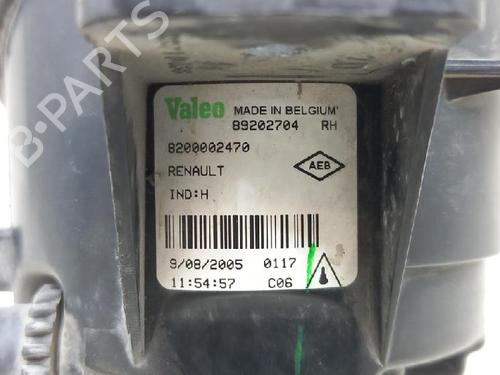 Valeo MADE IN BELGIUM
89202704 RH
8200002470
RENAULT
AEB
IND:H
9/08/2005 0117
11:54:57 C06
B-PARTS